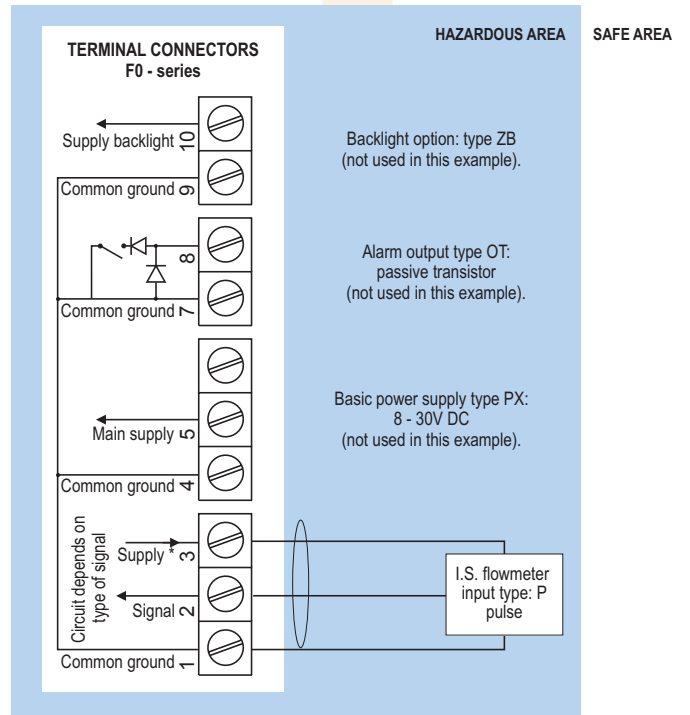 HAZARDOUS AREA
SAFE AREA
TERMINAL CONNECTORS
F0 - series
Supply backlight 10
Backlight option: type ZB
(not used in this example).
Common ground 9
8
Alarm output type OT:
passive transistor
(not used in this example).
Common ground 7
Basic power supply type PX:
8 - 30V DC
(not used in this example).
Main supply 5
Common ground 4
Circuit depends on
type of signal
Supply * 3
I.S. flowmeter
input type: P
pulse
Signal 2
Common ground 1